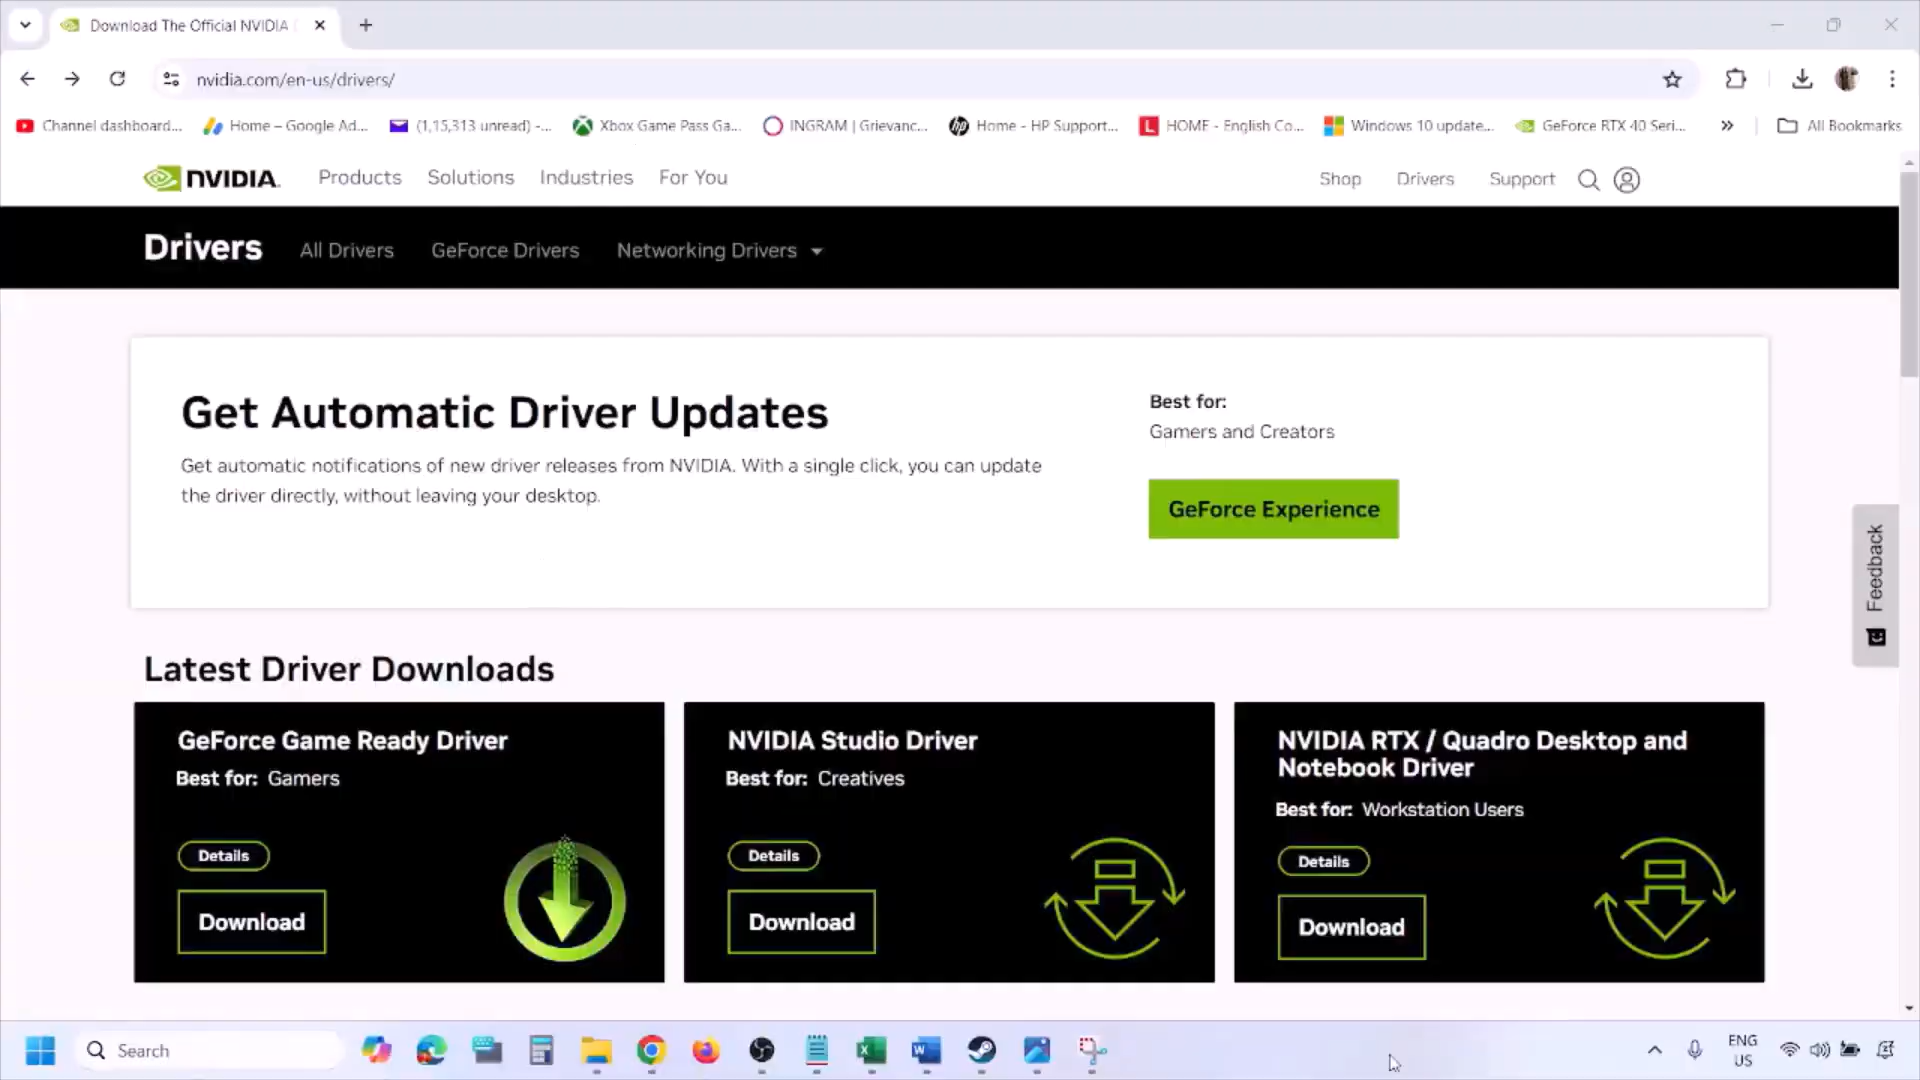 Download The Official NVIDIA
nvidia.com/en-us/drivers/
Channel dashboard...
Home – Google Ad...
(1,15,313 unread) -...
Xbox Game Pass Ga...
INGRAM | Grievanc...
Home - HP Support...
HOME - English Co...
Windows 10 update...
GeForce RTX 40 Seri...
All Bookmarks
NVIDIA.
Products
Solutions
Industries
For You
Shop
Drivers
Support
Drivers
All Drivers
GeForce Drivers
Networking Drivers
Get Automatic Driver Updates
Get automatic notifications of new driver releases from NVIDIA. With a single click, you can update
the driver directly, without leaving your desktop.
Best for:
Gamers and Creators
GeForce Experience
Feedback
Latest Driver Downloads
GeForce Game Ready Driver
Best for: Gamers
Details
Download
NVIDIA Studio Driver
Best for: Creatives
Details
Download
NVIDIA RTX / Quadro Desktop and
Notebook Driver
Best for: Workstation Users
Details
Download
Search
ENG
US